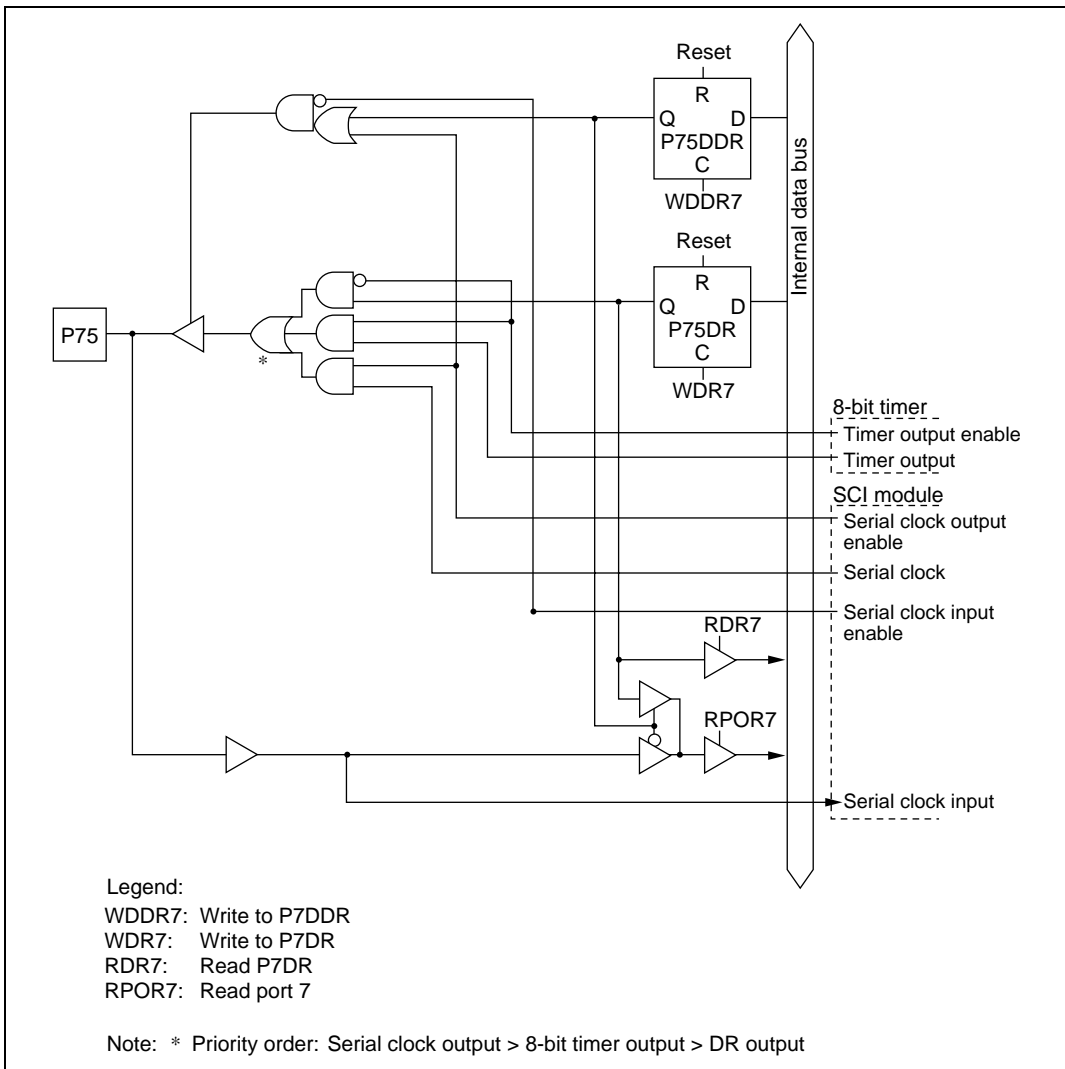 Reset
R
Q D
P75DDR
C
WDDR7
Reset
R
Q D
P75DR
C
WDR7
Internal data bus
P75
*
8-bit timer
Timer output enable
Timer output
SCI module
Serial clock output
enable
Serial clock
Serial clock input
enable
RDR7
RPOR7
Serial clock input
Legend:
WDDR7: Write to P7DDR
WDR7: Write to P7DR
RDR7: Read P7DR
RPOR7: Read port 7
Note: * Priority order: Serial clock output > 8-bit timer output > DR output